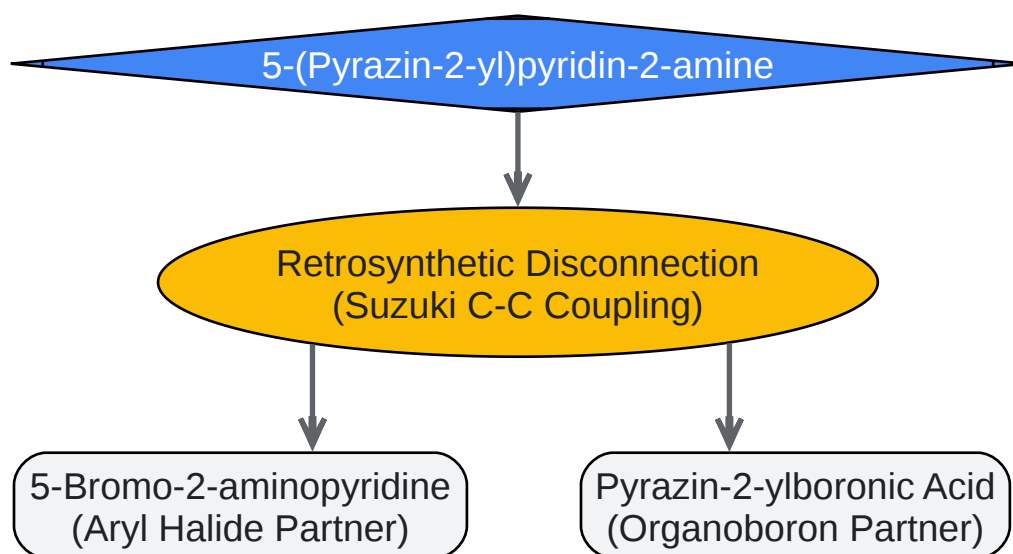 5-(Pyrazin-2-yl)pyridin-2-amine
Retrosynthetic Disconnection
(Suzuki C-C Coupling)
5-Bromo-2-aminopyridine
(Aryl Halide Partner)
Pyrazin-2-ylboronic Acid
(Organoboron Partner)